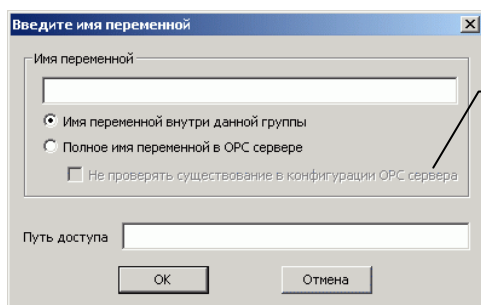 Введите имя переменной
Имя переменной
Имя переменной внутри данной группы
Полное имя переменной в OPC сервере
Не проверять существование в конфигурации OPC сервера
Путь доступа
OK
Отмена